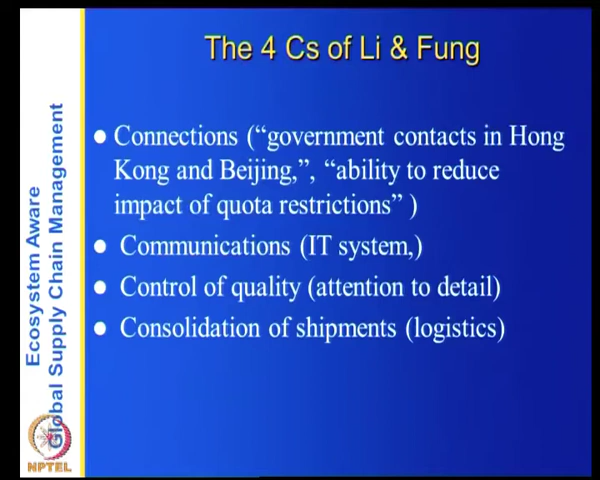 The 4 Cs of Li & Fung
● Connections (“government contacts in Hong
Kong and Beijing,”, “ability to reduce
impact of quota restrictions” )
● Communications (IT system,)
● Control of quality (attention to detail)
● Consolidation of shipments (logistics)
Ecosystem Aware
Global Supply Chain Management
NPTEL